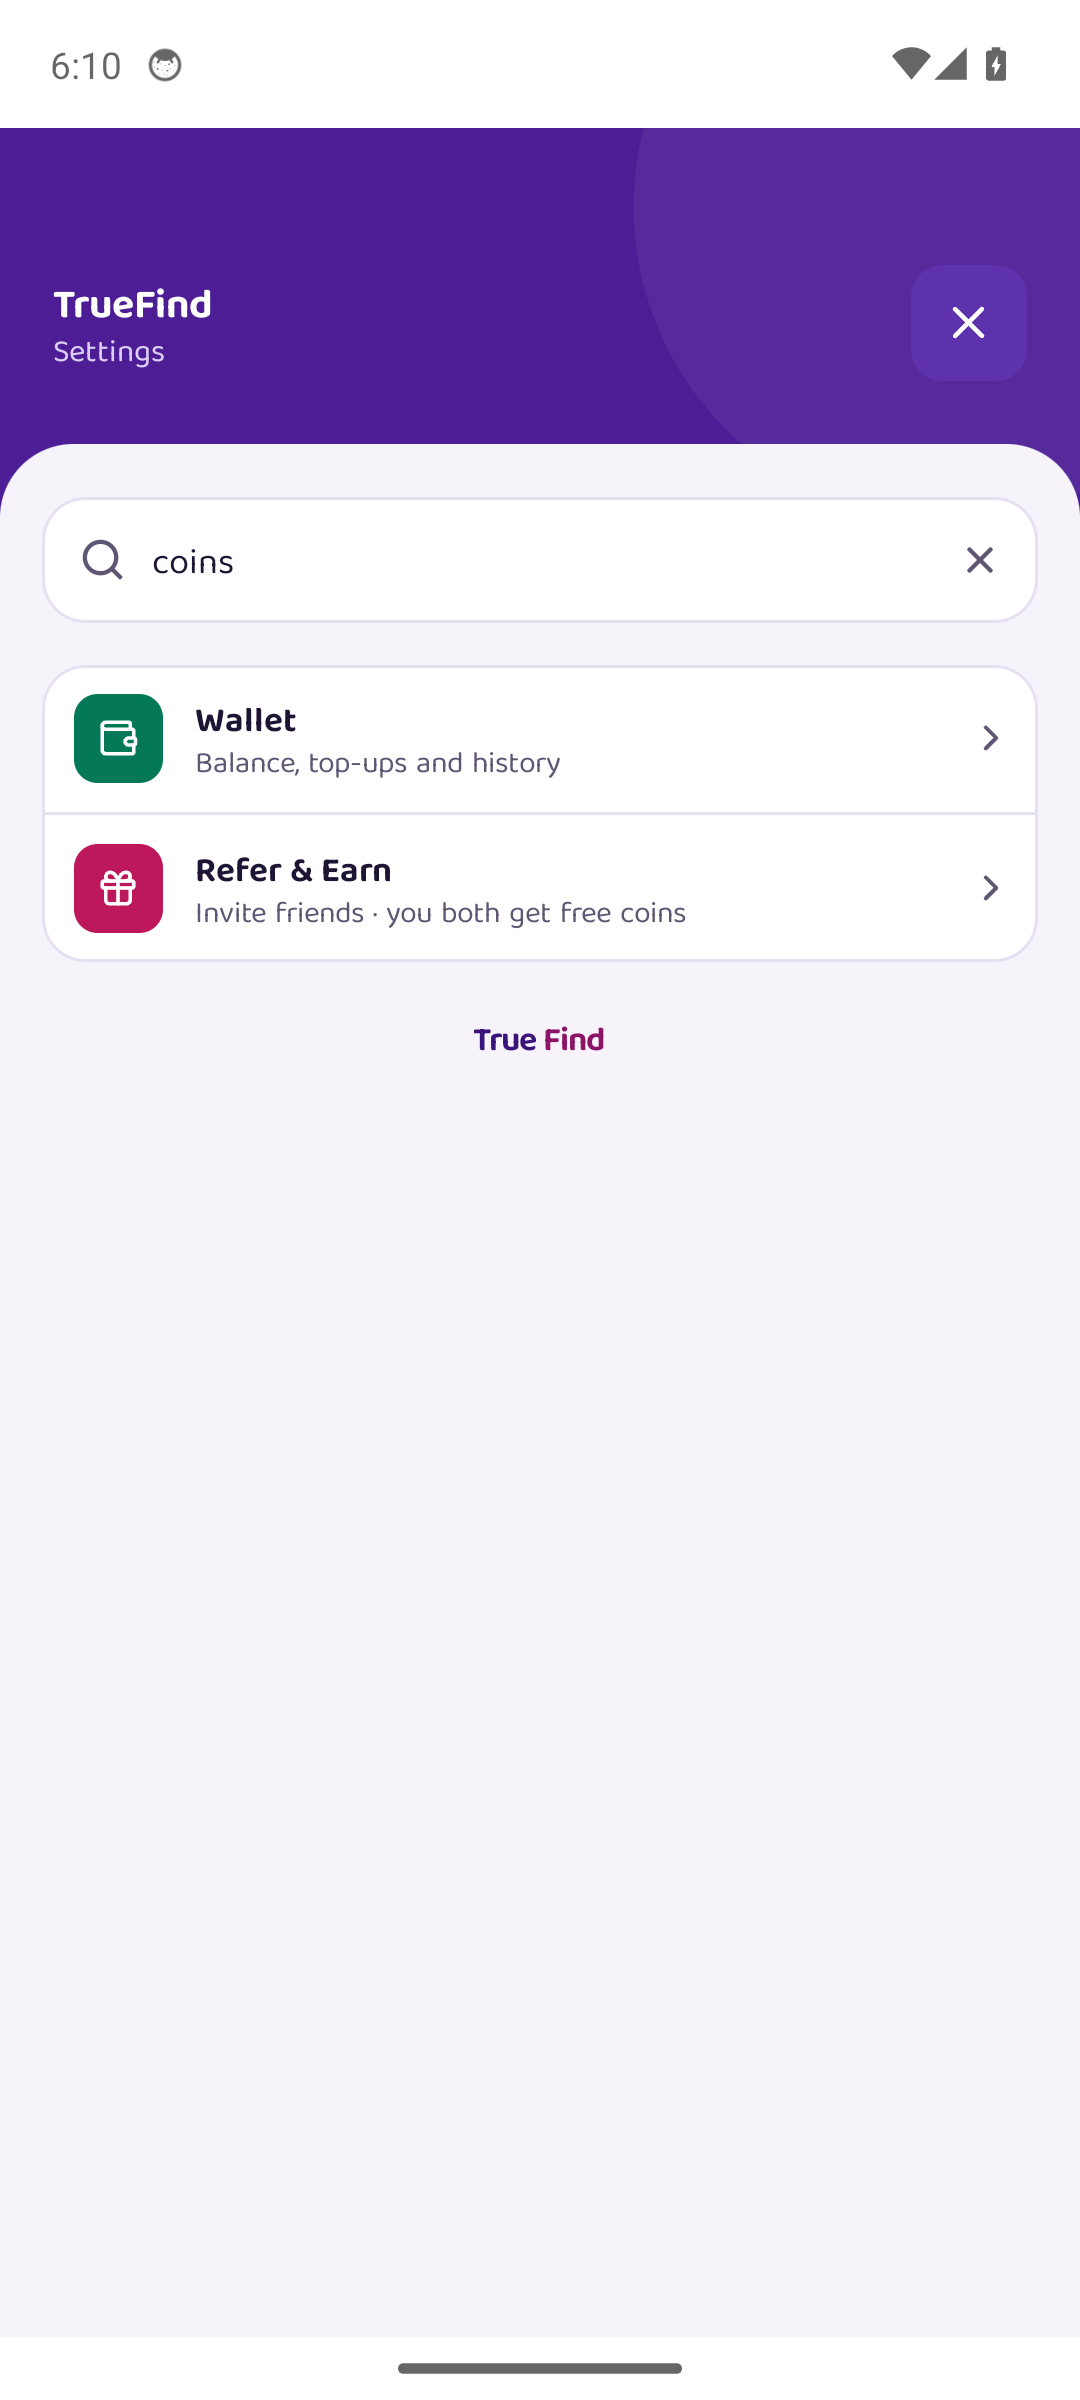 6:10
TrueFind
Settings
coins
Wallet
Balance, top-ups and history
Refer & Earn
Invite friends · you both get free coins
True Find